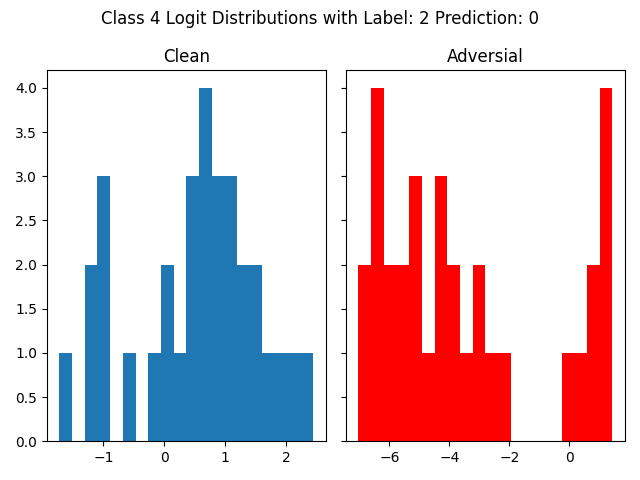 Class 4 Logit Distributions with Label: 2 Prediction: 0
Clean
Adversial
4.0
3.5
3.0
2.5
2.0
1.5
1.0
0.5
0.0
−1 0 1 2
−6 −4 −2 0